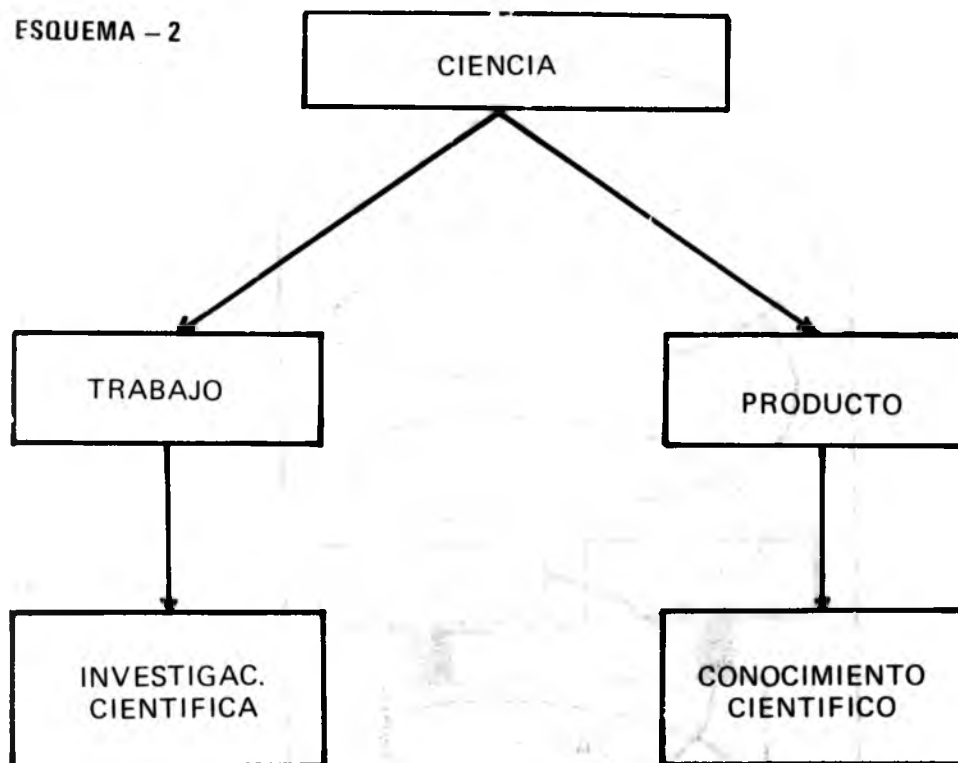 ESQUEMA – 2
CIENCIA
TRABAJO
PRODUCTO
INVESTIGAC.
CIENTIFICA
CONOCIMIENTO
CIENTIFICO